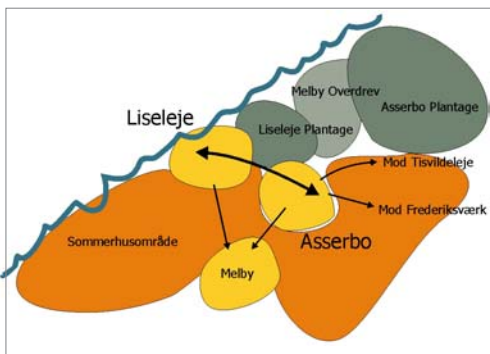 Melby Overdrev
Asserbo Plantage
Liseleje
Liseleje Plantage
Mod Tisvildeleje
Mod Frederiksværk
Sommerhusområde
Asserbo
Melby